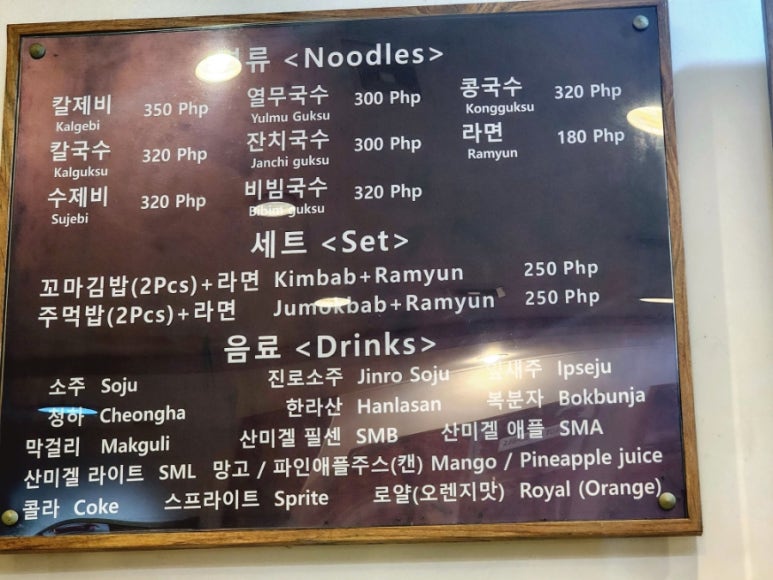 <Noodles>
칼제비 350 Php 열무국수 300 Php 콩국수 320 Php
Kalgebi Yulmu Guksu Kongguksu
칼국수 320 Php 잔치국수 300 Php 라면 180 Php
Kalguksu Janchi guksu Ramyun
수제비 320 Php 비빔국수 320 Php
Sujebi Bibim guksu
세트 <Set>
꼬마김밥(2Pcs)+라면 Kimbab+Ramyun 250 Php
주먹밥(2Pcs)+라면 Jumokbab+Ramyun 250 Php
음료 <Drinks>
소주 Soju 진로소주 Jinro Soju 잎새주 Ipseju
청하 Cheongha 한라산 Hanlasan 복분자 Bokbunja
막걸리 Makguli 산미겔 필센 SMB 산미겔 애플 SMA
산미겔 라이트 SML 망고 / 파인애플주스(캔) Mango / Pineapple juice
콜라 Coke 스프라이트 Sprite 로얄(오렌지맛) Royal (Orange)